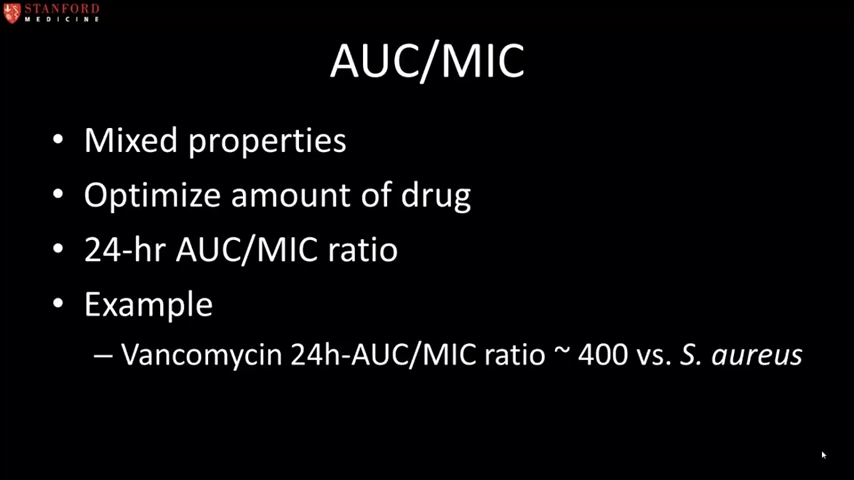 STANFORD
MEDICINE
AUC/MIC
• Mixed properties
• Optimize amount of drug
• 24-hr AUC/MIC ratio
• Example
– Vancomycin 24h-AUC/MIC ratio ~ 400 vs. S. aureus